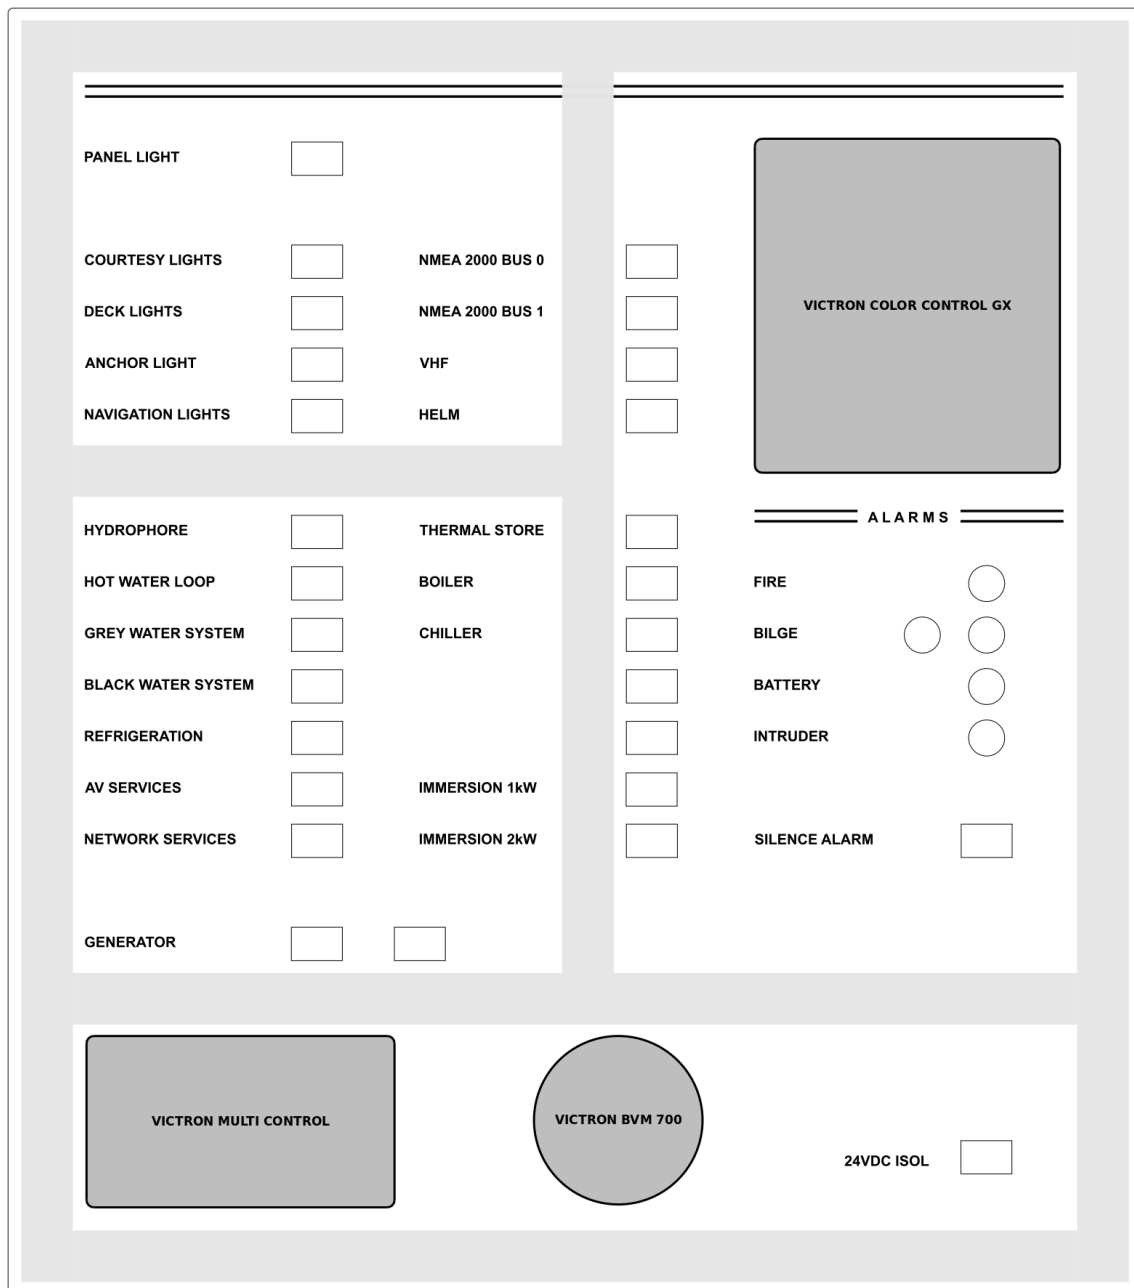 PANEL LIGHT
COURTESY LIGHTS
NMEA 2000 BUS 0
DECK LIGHTS
NMEA 2000 BUS 1
ANCHOR LIGHT
VHF
NAVIGATION LIGHTS
HELM
VICTRON COLOR CONTROL GX
HYDROPHORE
THERMAL STORE
HOT WATER LOOP
BOILER
GREY WATER SYSTEM
CHILLER
BLACK WATER SYSTEM
REFRIGERATION
AV SERVICES
IMMERSION 1kW
NETWORK SERVICES
IMMERSION 2kW
GENERATOR
ALARMS
FIRE
BILGE
BATTERY
INTRUDER
SILENCE ALARM
VICTRON MULTI CONTROL
VICTRON BVM 700
24VDC ISOL